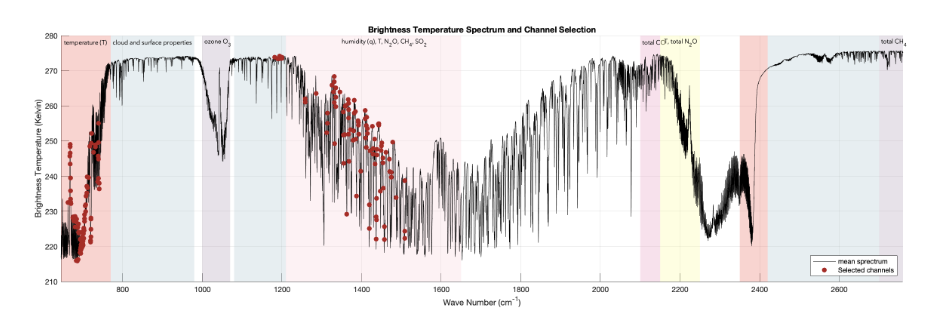 Brightness Temperature Spectrum and Channel Selection
280
270
260
250
240
230
220
210
Brightness Temperature (Kelvin)
temperature (T)
cloud and surface properties
ozone O3
humidity (q), T, N2O, CH4, SO2
total CO
T, total N2O
total CH4
mean spectrum
Selected channels
800
1000
1200
1400
1600
1800
2000
2200
2400
2600
Wave Number (cm-1)